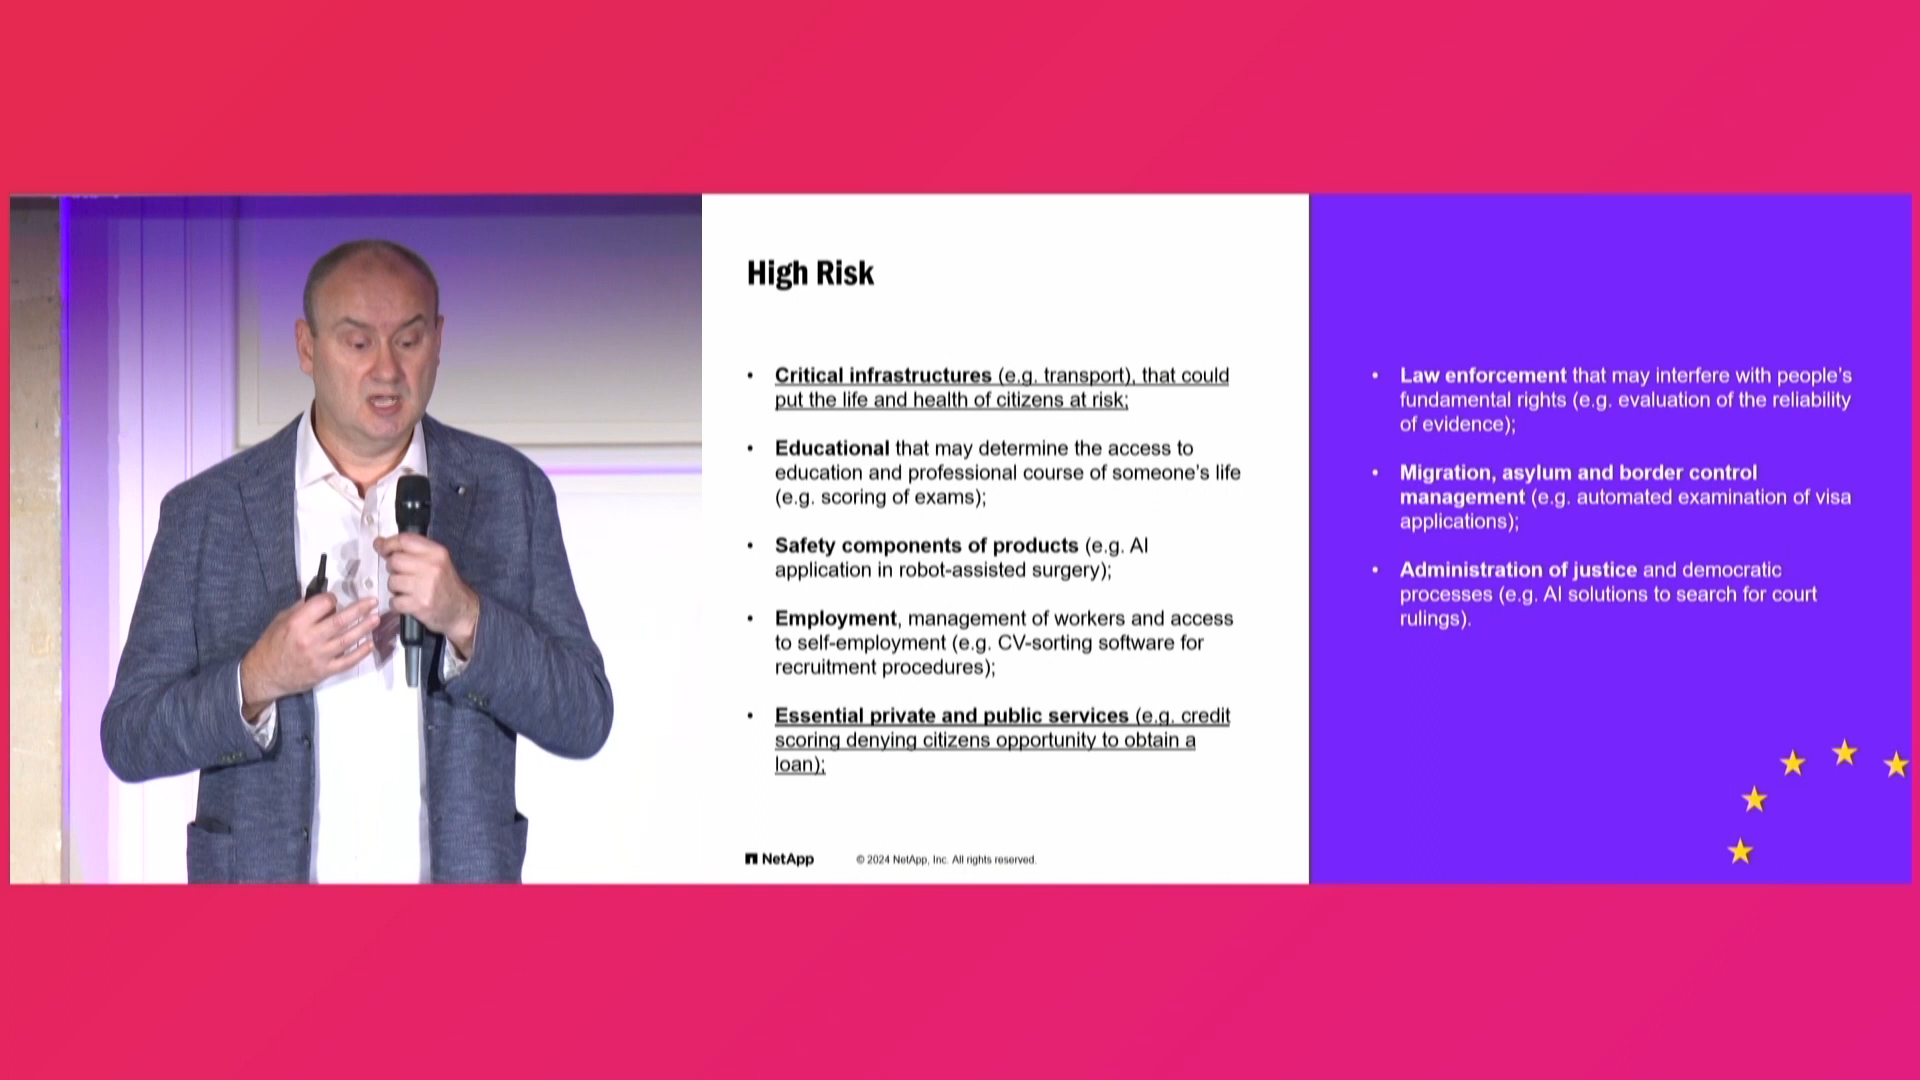 High Risk
• Critical infrastructures (e.g. transport), that could
put the life and health of citizens at risk;
• Educational that may determine the access to
education and professional course of someone's life
(e.g. scoring of exams);
• Safety components of products (e.g. AI
application in robot-assisted surgery);
• Employment, management of workers and access
to self-employment (e.g. CV-sorting software for
recruitment procedures);
• Essential private and public services (e.g. credit
scoring denying citizens opportunity to obtain a
loan);
NetApp
© 2024 NetApp, Inc. All rights reserved.
• Law enforcement that may interfere with people's
fundamental rights (e.g. evaluation of the reliability
of evidence);
• Migration, asylum and border control
management (e.g. automated examination of visa
applications);
• Administration of justice and democratic
processes (e.g. AI solutions to search for court
rulings).